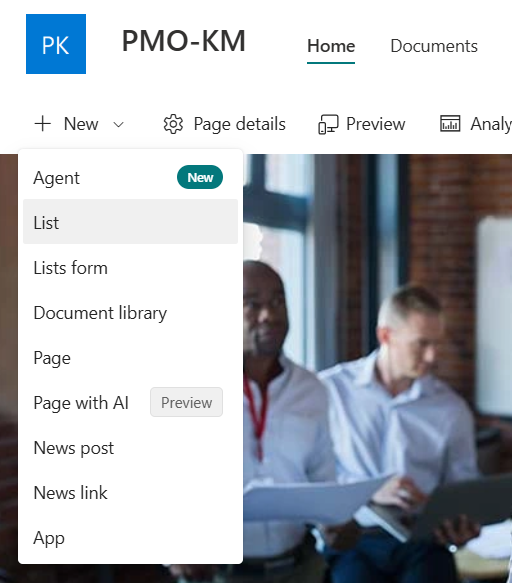 PK
PMO-KM
Home
Documents
New
Page details
Preview
Analy
Agent
New
List
Lists form
Document library
Page
Page with AI
Preview
News post
News link
App